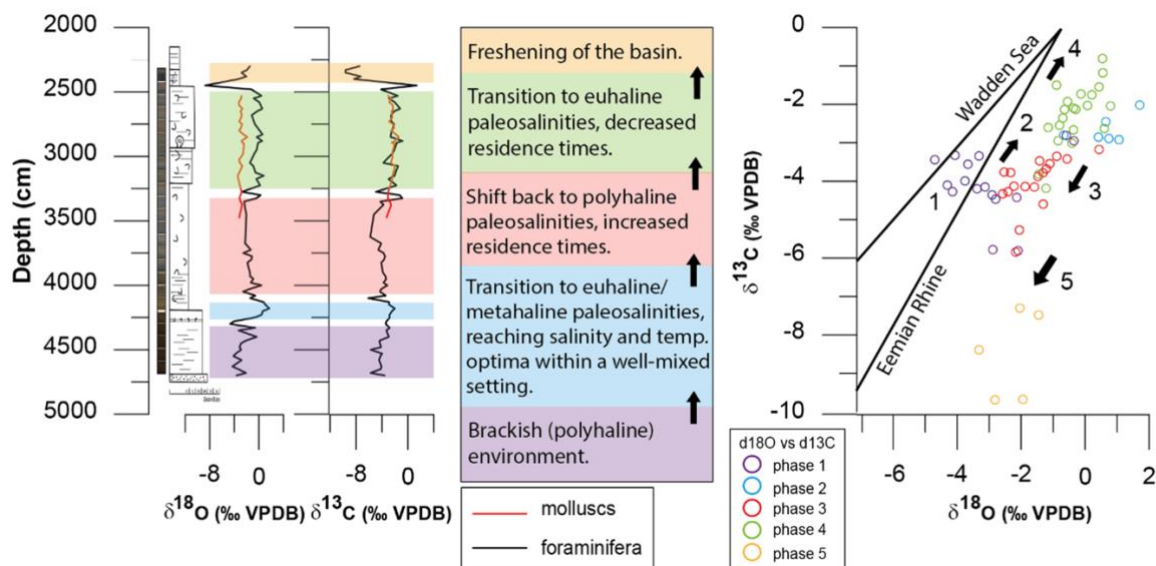 2000
2500
3000
3500
4000
4500
5000
Depth (cm)
-8 0
δ18O (‰ VPDB)
-8 0
δ13C (‰ VPDB)
Freshening of the basin.
Transition to euhaline
paleosalinities, decreased
residence times.
Shift back to polyhaline
paleosalinities, increased
residence times.
Transition to euhaline/
metahaline paleosalinities,
reaching salinity and temp.
optima within a well-mixed
setting.
Brackish (polyhaline)
environment.
molluscs
foraminifera
0
-2
-4
-6
-8
-10
δ13C (‰ VPDB)
Wadden Sea
Eemian Rhine
1
2
3
4
5
-6 -4 -2 0 2
δ18O (‰ VPDB)
d18O vs d13C
phase 1
phase 2
phase 3
phase 4
phase 5